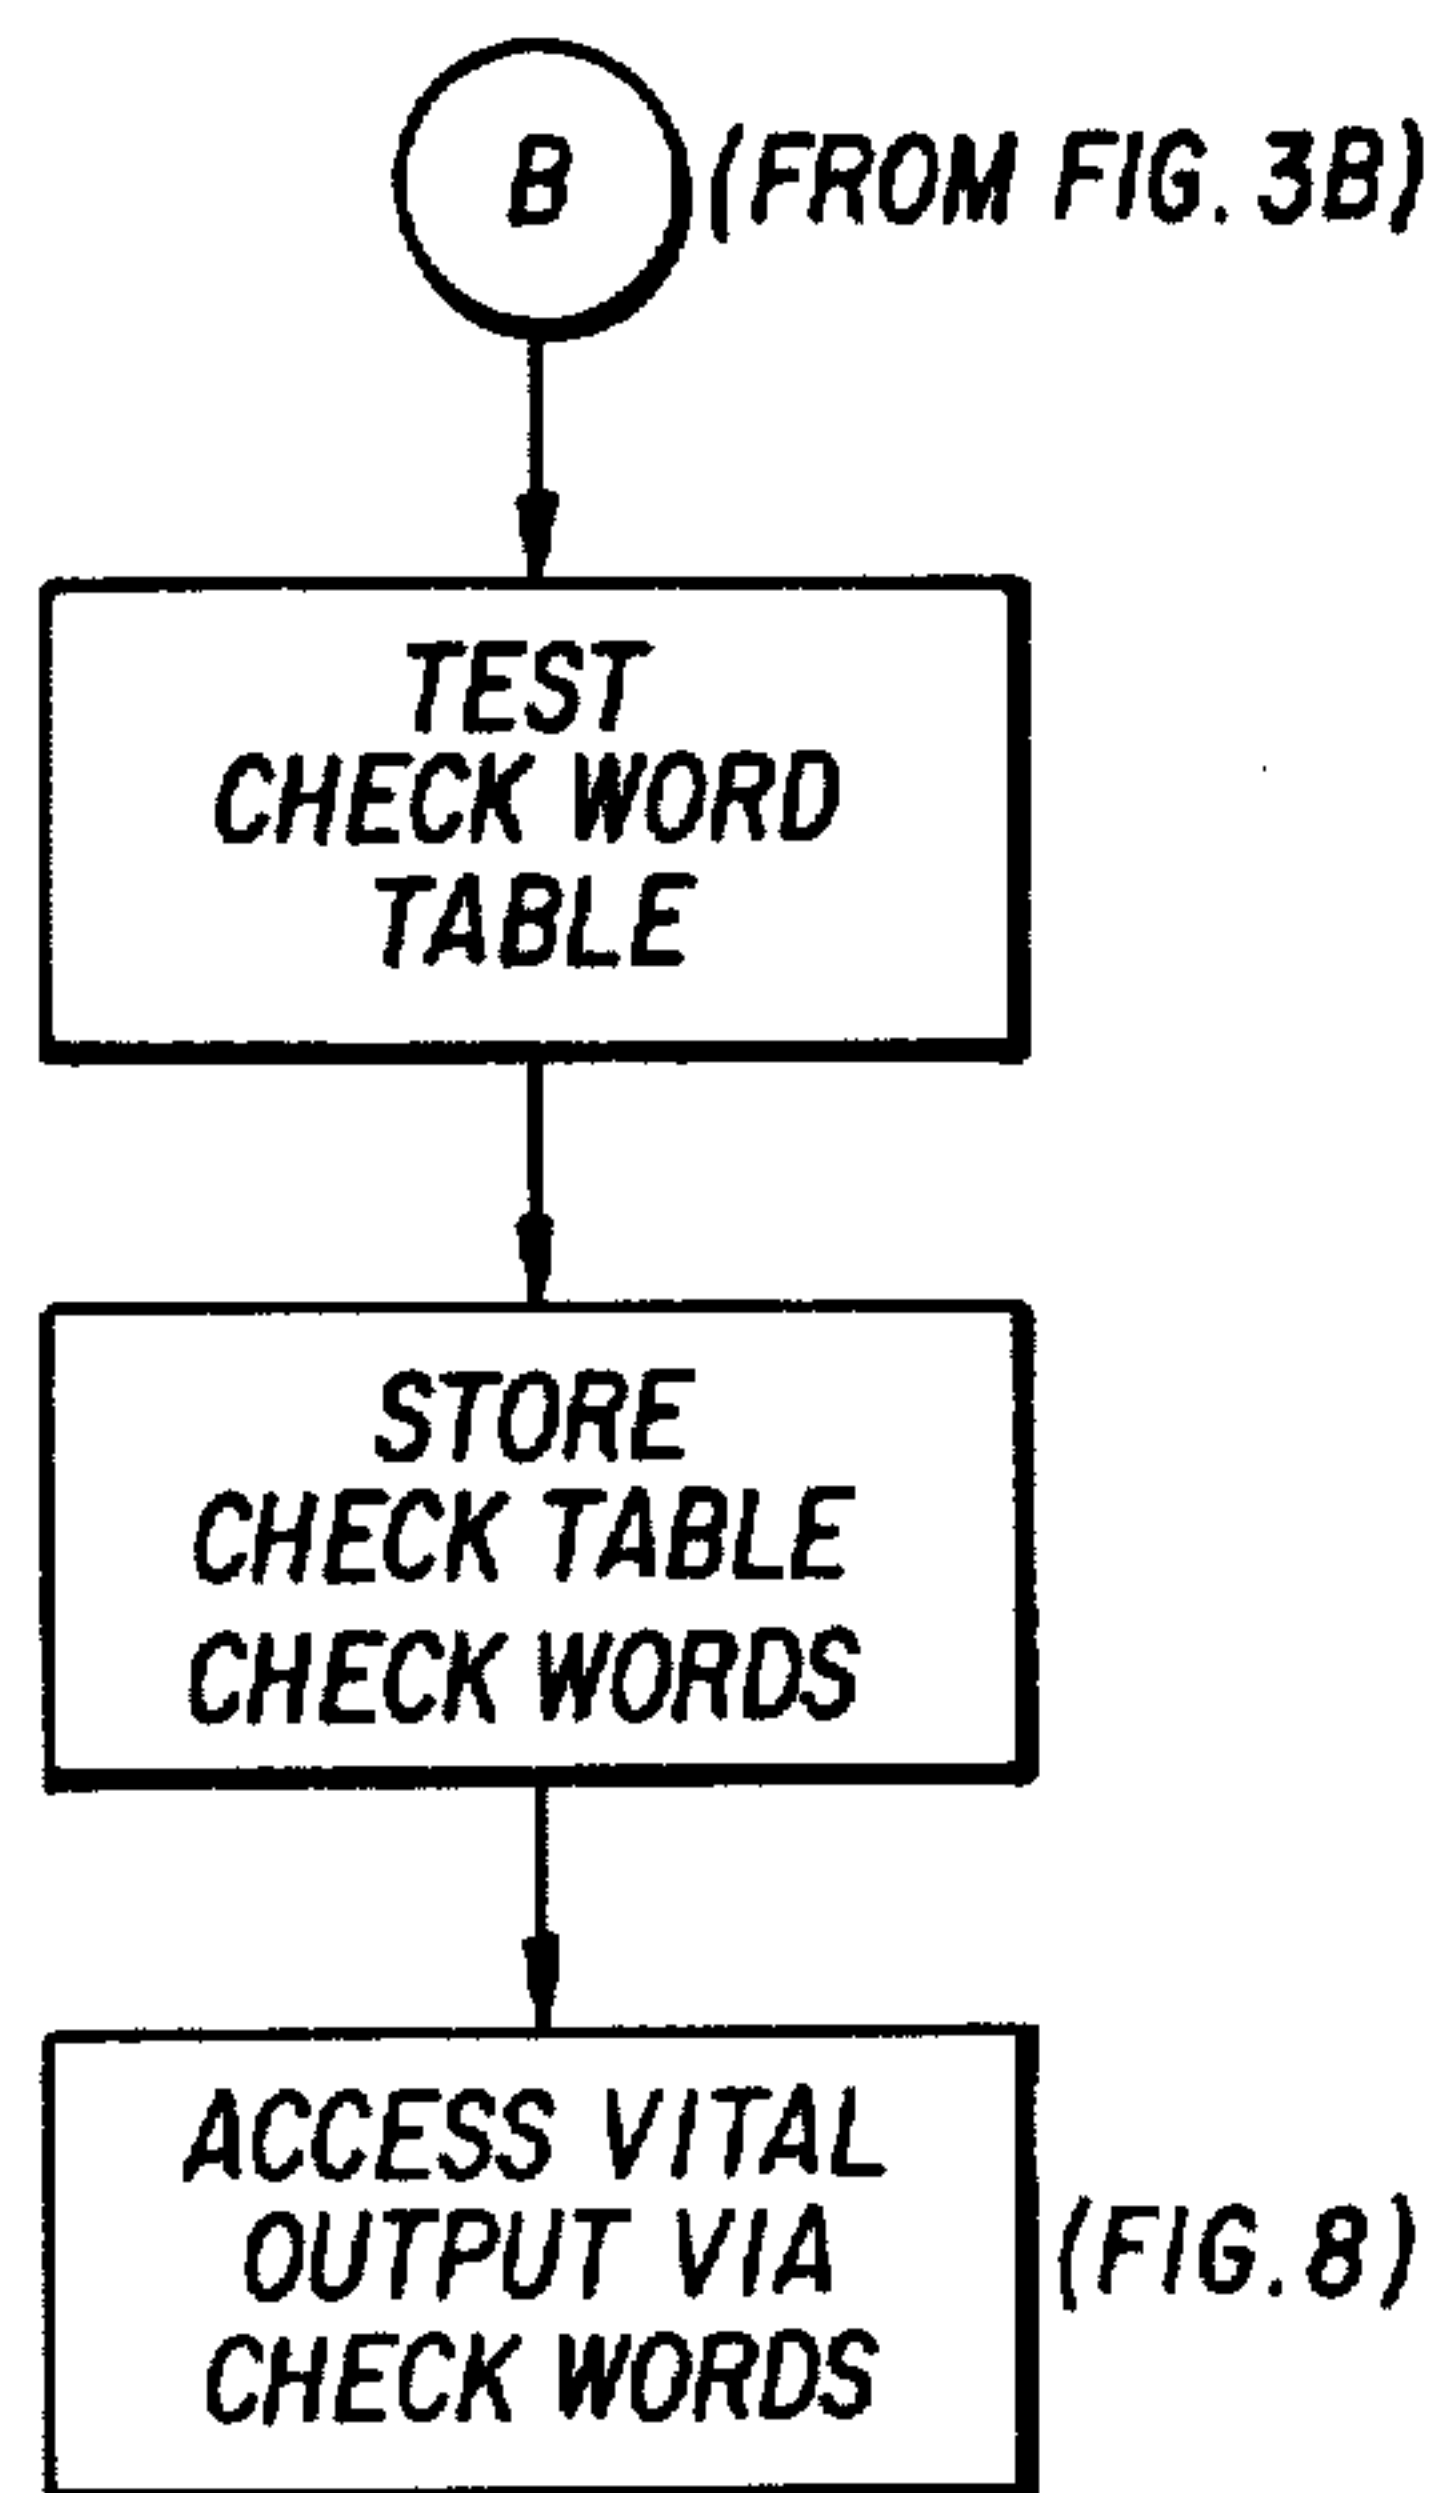 B (FROM FIG. 3B)
TEST
CHECK WORD
TABLE
STORE
CHECK TABLE
CHECK WORDS
ACCESS VITAL
OUTPUT VIA
CHECK WORDS
(FIG. 8)